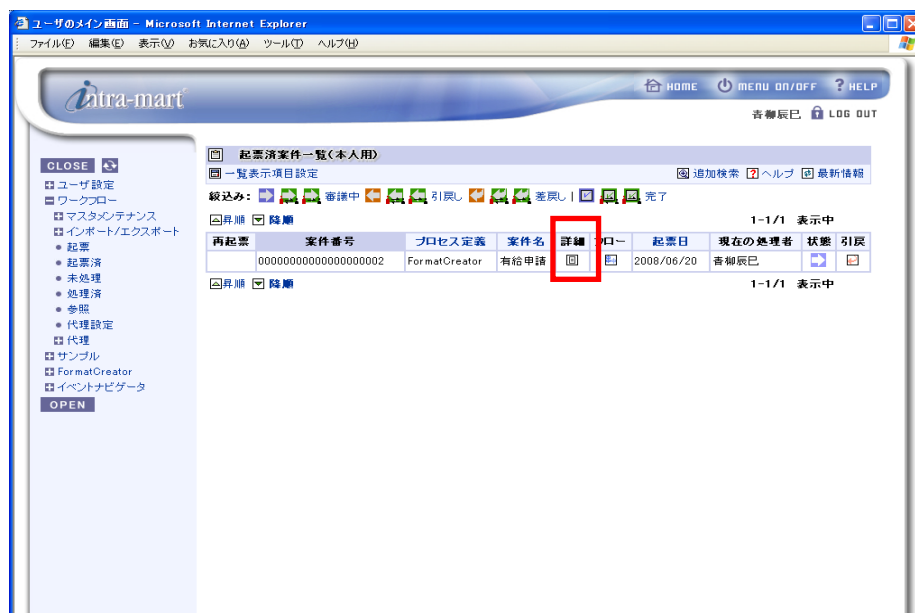 ユーザのメイン画面 - Microsoft Internet Explorer
ファイル(F) 編集(E) 表示(V) お気に入り(A) ツール(T) ヘルプ(H)
intra-mart
HOME MENU ON/OFF ? HELP
青柳辰巳 LOG OUT
CLOSE
ユーザ設定
ワークフロー
マスタメンテナンス
インポート/エクスポート
起票
起票済
未処理
処理済
参照
代理設定
代理
サンプル
FormatCreator
イベントナビゲータ
OPEN
起票済案件一覧(本人用)
一覧表示項目設定 追加検索 ヘルプ 最新情報
絞込み: 審議中 引戻し 差戻し | 完了
昇順 降順 1-1/1 表示中
再起票 案件番号 プロセス定義 案件名 詳細 フロー 起票日 現在の処理者 状態 引戻
00000000000000000002 FormatCreator 有給申請 2008/06/20 青柳辰巳
昇順 降順 1-1/1 表示中